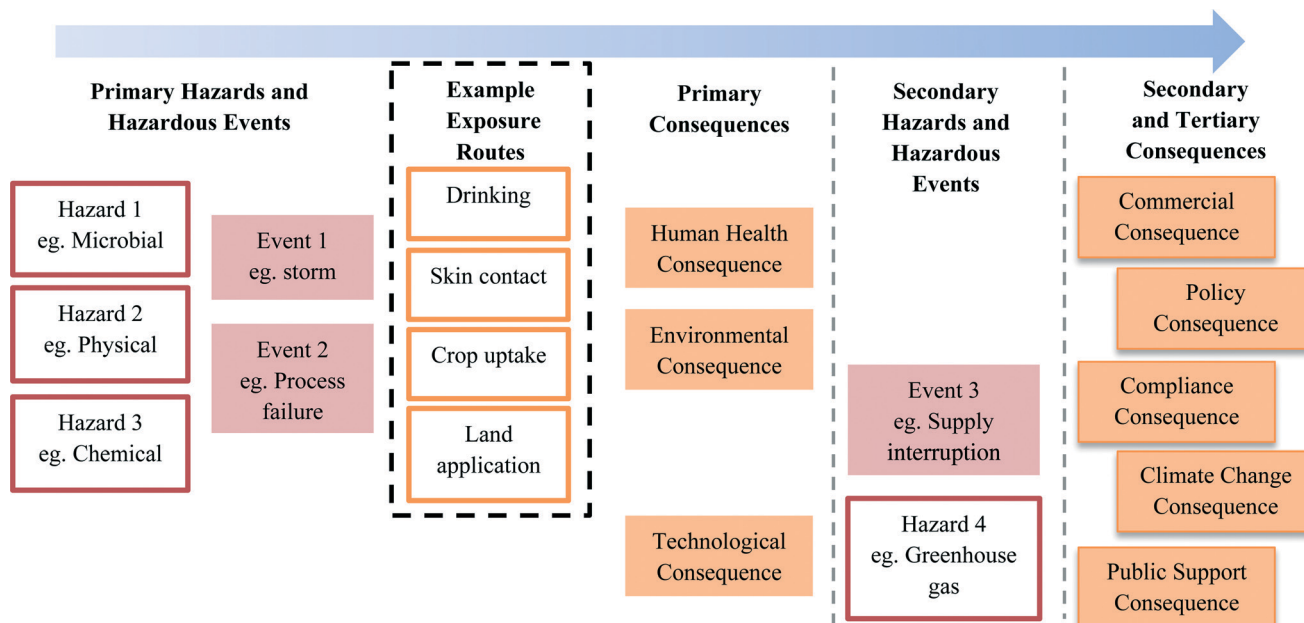 Primary Hazards and
Hazardous Events
Hazard 1
eg. Microbial
Hazard 2
eg. Physical
Hazard 3
eg. Chemical
Event 1
eg. storm
Event 2
eg. Process
failure
Example
Exposure
Routes
Drinking
Skin contact
Crop uptake
Land
application
Primary
Consequences
Human Health
Consequence
Environmental
Consequence
Technological
Consequence
Secondary
Hazards and
Hazardous
Events
Event 3
eg. Supply
interruption
Hazard 4
eg. Greenhouse
gas
Secondary
and Tertiary
Consequences
Commercial
Consequence
Policy
Consequence
Compliance
Consequence
Climate Change
Consequence
Public Support
Consequence